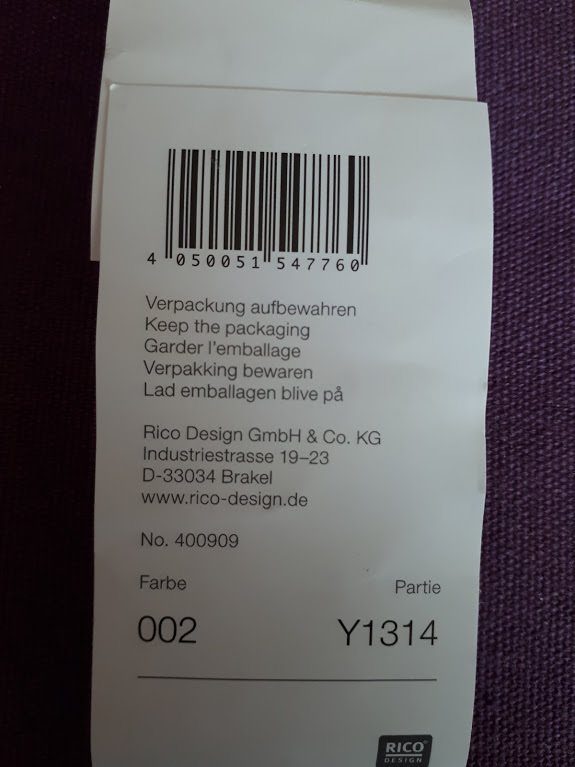 4 050051 547760
Verpackung aufbewahren
Keep the packaging
Garder l'emballage
Verpakking bewaren
Lad emballagen blive på
Rico Design GmbH & Co. KG
Industriestrasse 19–23
D-33034 Brakel
www.rico-design.de
No. 400909
Farbe Partie
002 Y1314
RICO
DESIGN